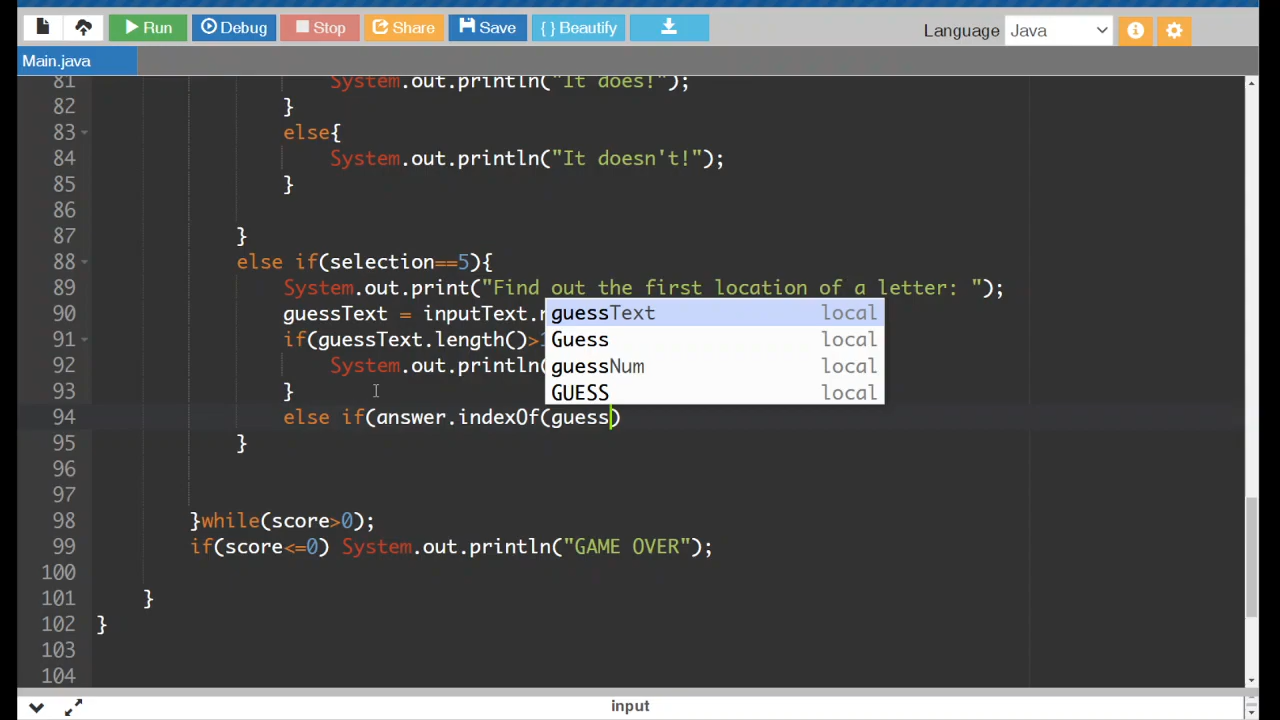 Run Debug Stop Share Save { } Beautify Language Java
Main.java
81 System.out.println("It does!");
82 }
83 else{
84 System.out.println("It doesn't!");
85 }
86
87 }
88 else if(selection==5){
89 System.out.print("Find out the first location of a letter: ");
90 guessText = inputText.
guessText local
91 if(guessText.length()>
Guess local
92 System.out.println(
guessNum local
93 }
GUESS local
94 else if(answer.indexOf(guess)
95 }
96
97
98 }while(score>0);
99 if(score<=0) System.out.println("GAME OVER");
100
101 }
102 }
103
104
input